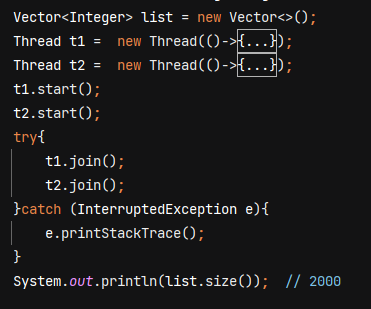 Vector<Integer> list = new Vector<>();
Thread t1 =  new Thread(()->{...});
Thread t2 =  new Thread(()->{...});
t1.start();
t2.start();
try{
    t1.join();
    t2.join();
}catch (InterruptedException e){
    e.printStackTrace();
}
System.out.println(list.size());  // 2000